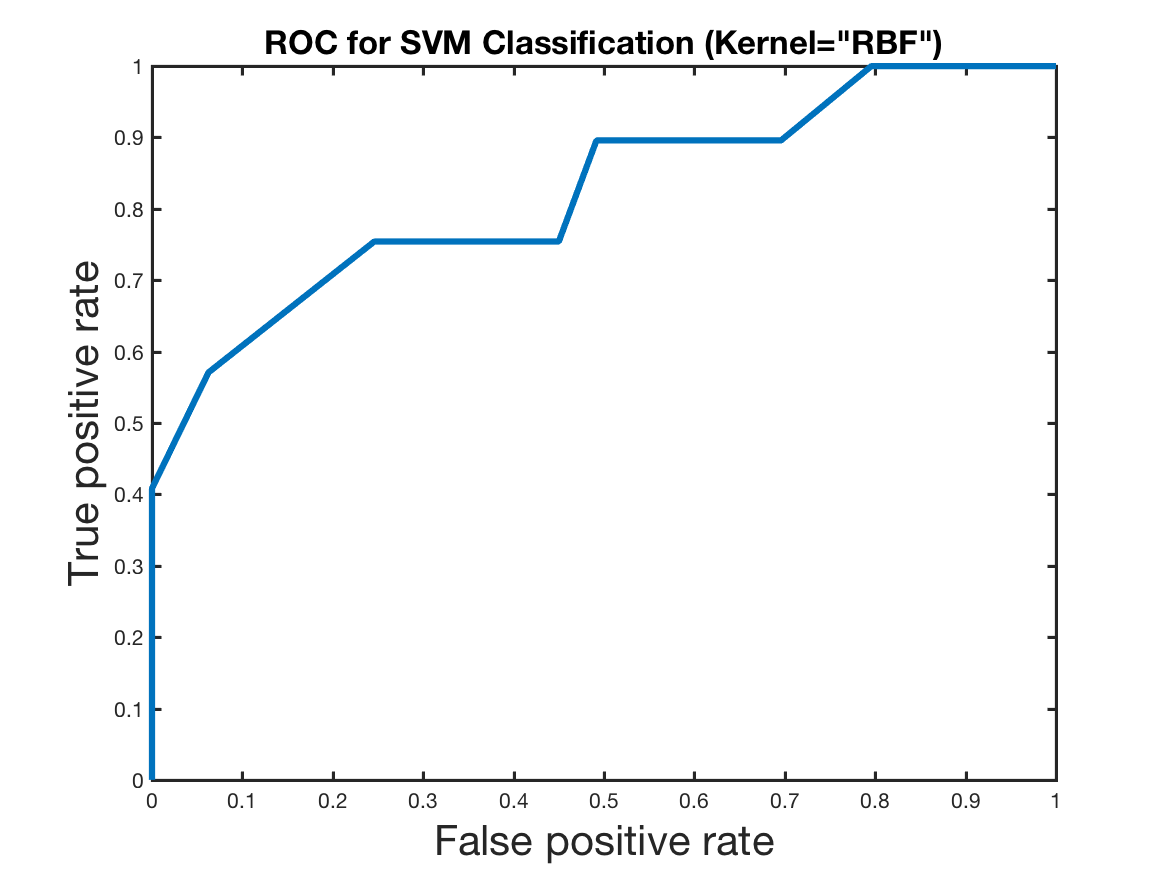 ROC for SVM Classification (Kernel="RBF")
1
0.9
0.8
0.7
0.6
0.5
0.4
0.3
0.2
0.1
0
True positive rate
0 0.1 0.2 0.3 0.4 0.5 0.6 0.7 0.8 0.9 1
False positive rate